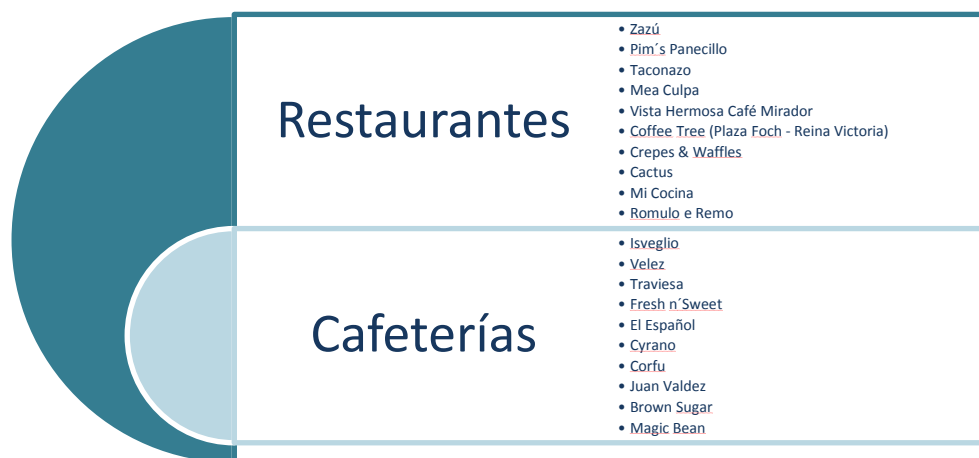 Restaurantes
• Zazú
• Pim´s Panecillo
• Taconazo
• Mea Culpa
• Vista Hermosa Café Mirador
• Coffee Tree (Plaza Foch - Reina Victoria)
• Crepes & Waffles
• Cactus
• Mi Cocina
• Romulo e Remo
Cafeterías
• Isveglio
• Velez
• Traviesa
• Fresh n´Sweet
• El Español
• Cyrano
• Corfu
• Juan Valdez
• Brown Sugar
• Magic Bean